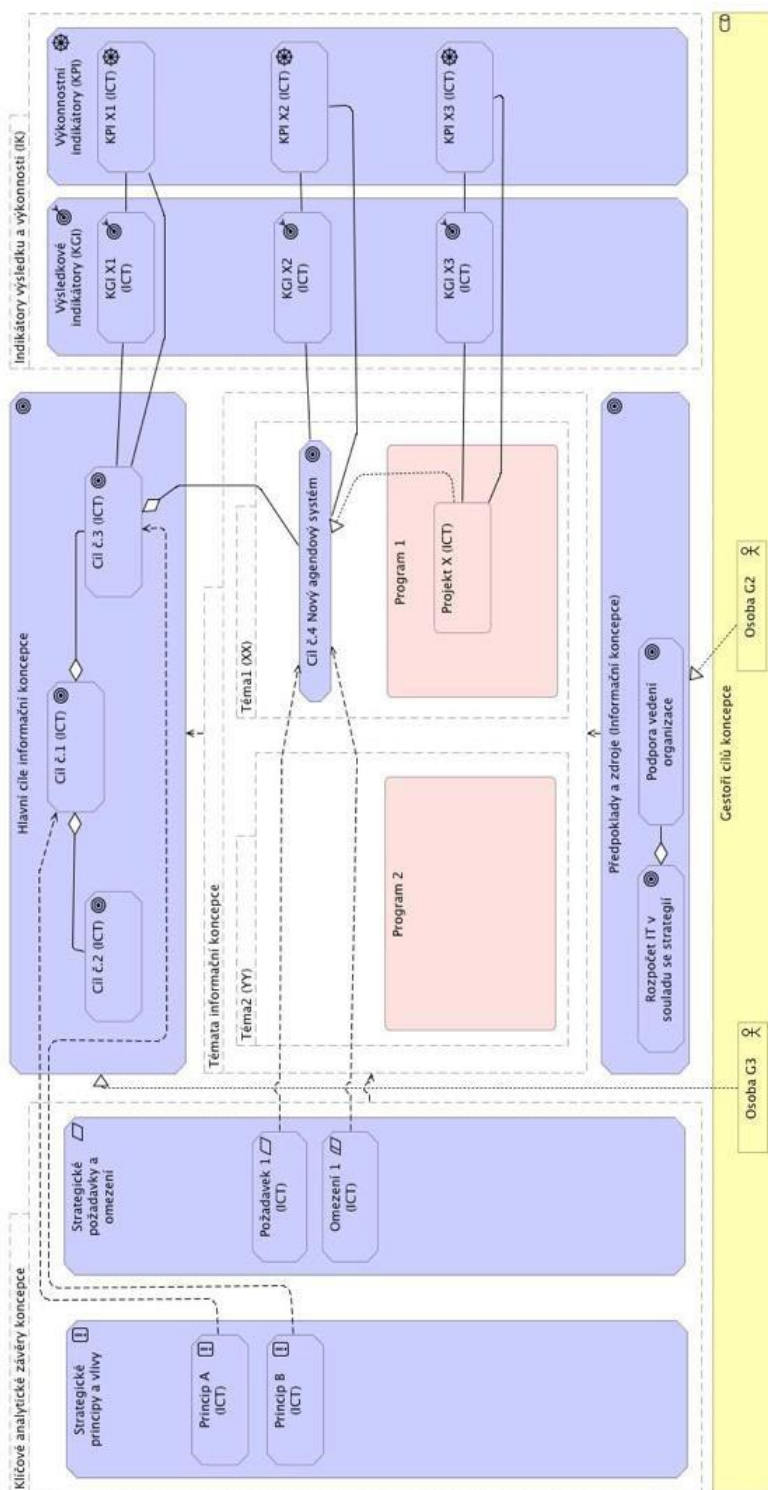 Klíčové analytické závěry koncepce
Strategické
principy a vlivy
Princip A
(ICT)
Princip B
(ICT)
Strategické
požadavky a
omezení
Požadavek 1
(ICT)
Omezení 1
(ICT)
Hlavní cíle informační koncepce
Cíl č.2 (ICT)
Cíl č.1 (ICT)
Cíl č.3 (ICT)
Témata informační koncepce
Téma2 (YY)
Program 2
Téma1 (XX)
Cíl č.4 Nový agendový systém
Program 1
Projekt X (ICT)
Předpoklady a zdroje (Informační koncepce)
Rozpočet IT v
souladu se strategií
Podpora vedení
organizace
Indikátory výsledku a výkonnosti (IK)
Výsledkové
indikátory (KGI)
KGI X1
(ICT)
KGI X2
(ICT)
KGI X3
(ICT)
Výkonnostní
indikátory (KPI)
KPI X1 (ICT)
KPI X2 (ICT)
KPI X3 (ICT)
Gestoři cílů koncepce
Osoba G3
Osoba G2